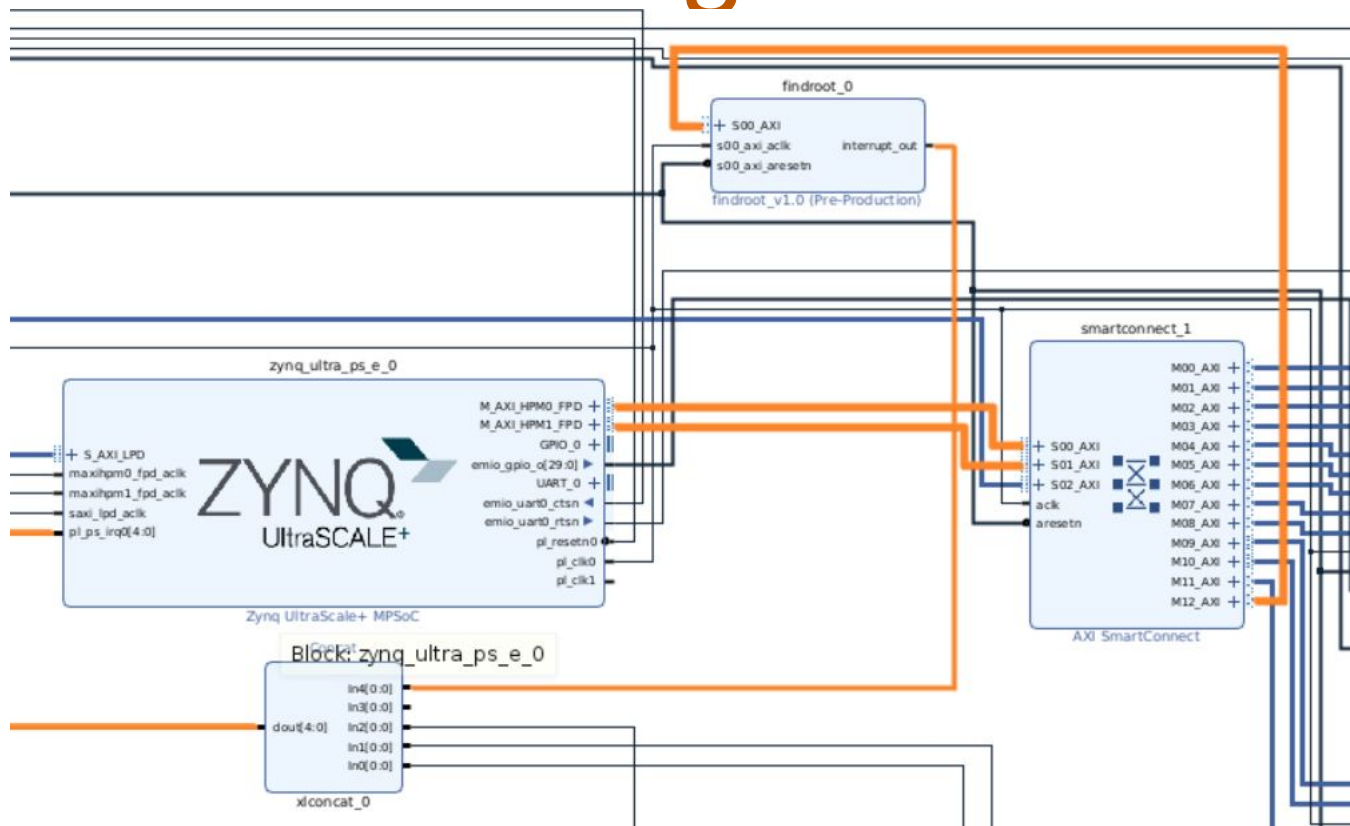 findroot_0
S00_AXI
s00_axi_aclk
interrupt_out
s00_axi_aresetn
findroot_v1.0 (Pre-Production)
zynq_ultra_ps_e_0
M_AXI_HPM0_FPD
M_AXI_HPM1_FPD
GPIO_0
S_AXI_LPD
emio_gpio_o[29:0]
maxihpm0_fpd_aclk
UART_0
maxihpm1_fpd_aclk
emio_uart0_ctsn
saxi_lpd_aclk
emio_uart0_rtsn
pl_ps_irq0[4:0]
pl_resetn0
pl_clk0
pl_clk1
ZYNQ
UltraSCALE+
Zynq UltraScale+ MPSoC
smartconnect_1
M00_AXI
M01_AXI
M02_AXI
M03_AXI
S00_AXI
M04_AXI
S01_AXI
M05_AXI
S02_AXI
M06_AXI
aclk
M07_AXI
aresetn
M08_AXI
M09_AXI
M10_AXI
M11_AXI
M12_AXI
AXI SmartConnect
Concat
Block: zynq_ultra_ps_e_0
In4[0:0]
In3[0:0]
dout[4:0]
In2[0:0]
In1[0:0]
In0[0:0]
xlconcat_0